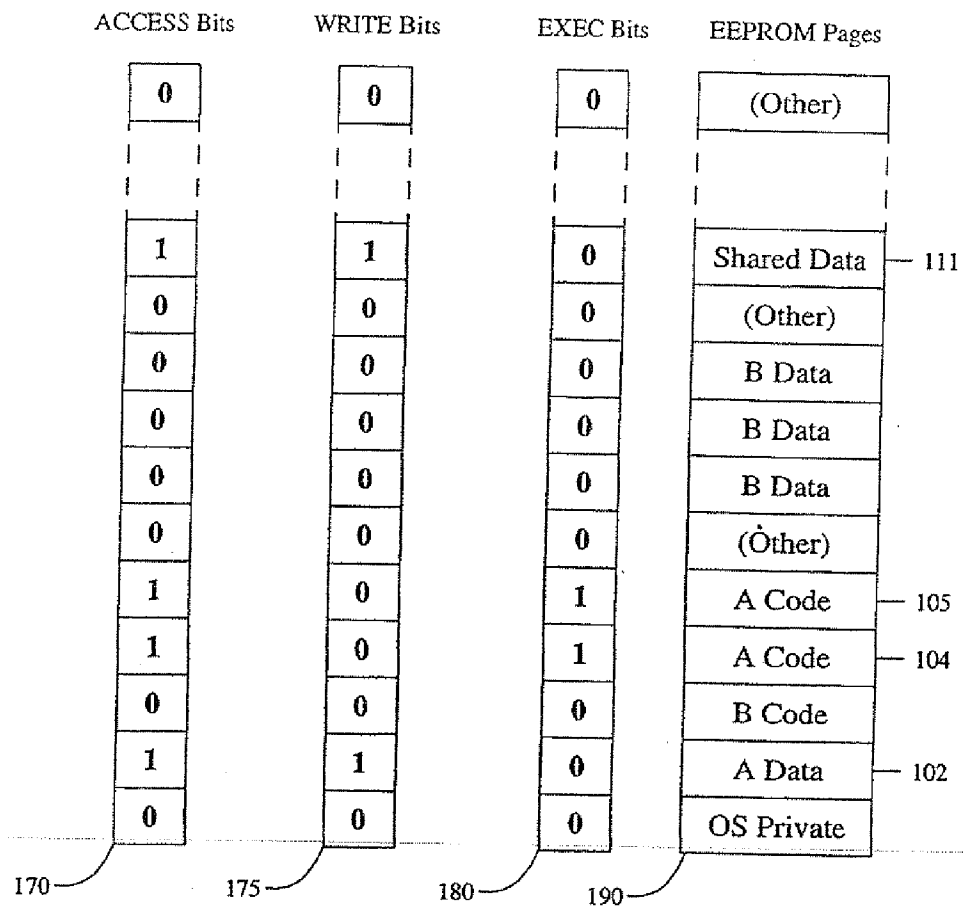 ACCESS Bits WRITE Bits EXEC Bits EEPROM Pages
0 0 0 (Other)
1 1 0 Shared Data 111
0 0 0 (Other)
0 0 0 B Data
0 0 0 B Data
0 0 0 B Data
0 0 0 (Other)
1 0 1 A Code 105
1 0 1 A Code 104
0 0 0 B Code
1 1 0 A Data 102
0 0 0 OS Private
170 175 180 190